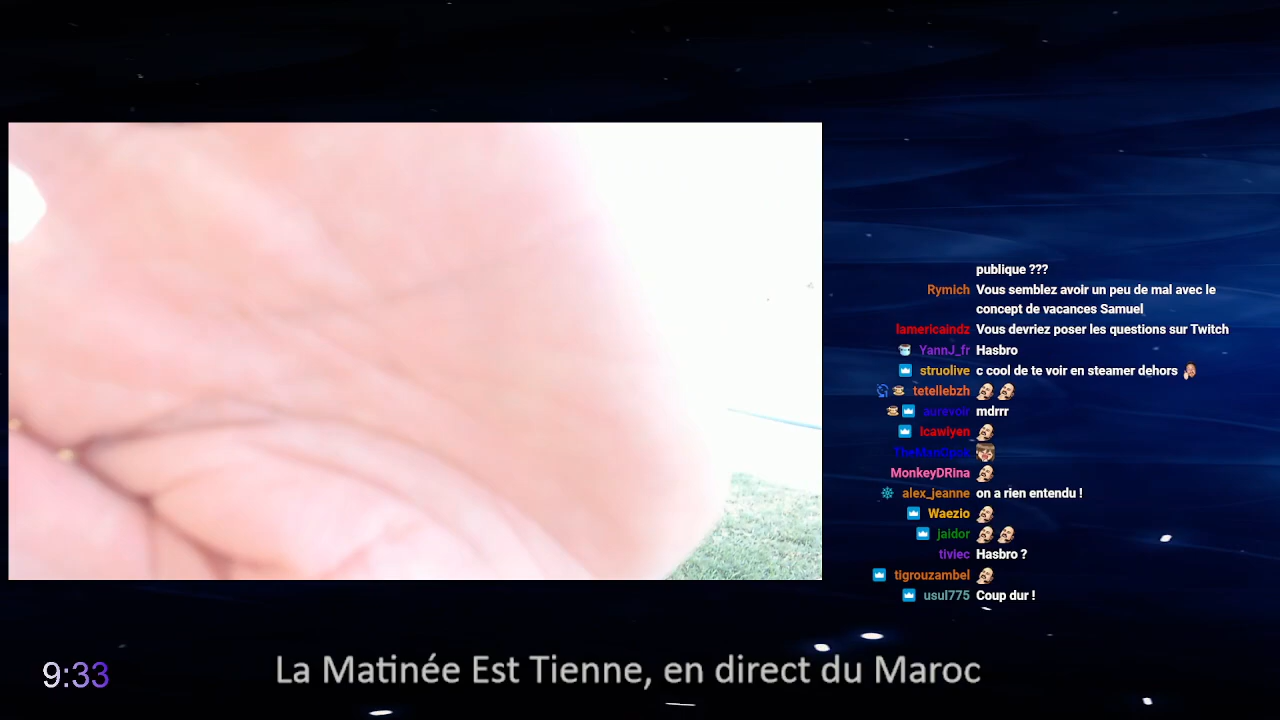 publique ???
Rymich Vous semblez avoir un peu de mal avec le
concept de vacances Samuel
lamericaindz Vous devriez poser les questions sur Twitch
YannJ_fr Hasbro
struolive c cool de te voir en steamer dehors
tetellebzh
aurevoir mdrrr
lcawiyen
TheManOpak
MonkeyDRina
alex_jeanne on a rien entendu !
Waezio
jaidor
tiviec Hasbro ?
tigrouzambel
usul775 Coup dur !
9:33
La Matinée Est Tienne, en direct du Maroc